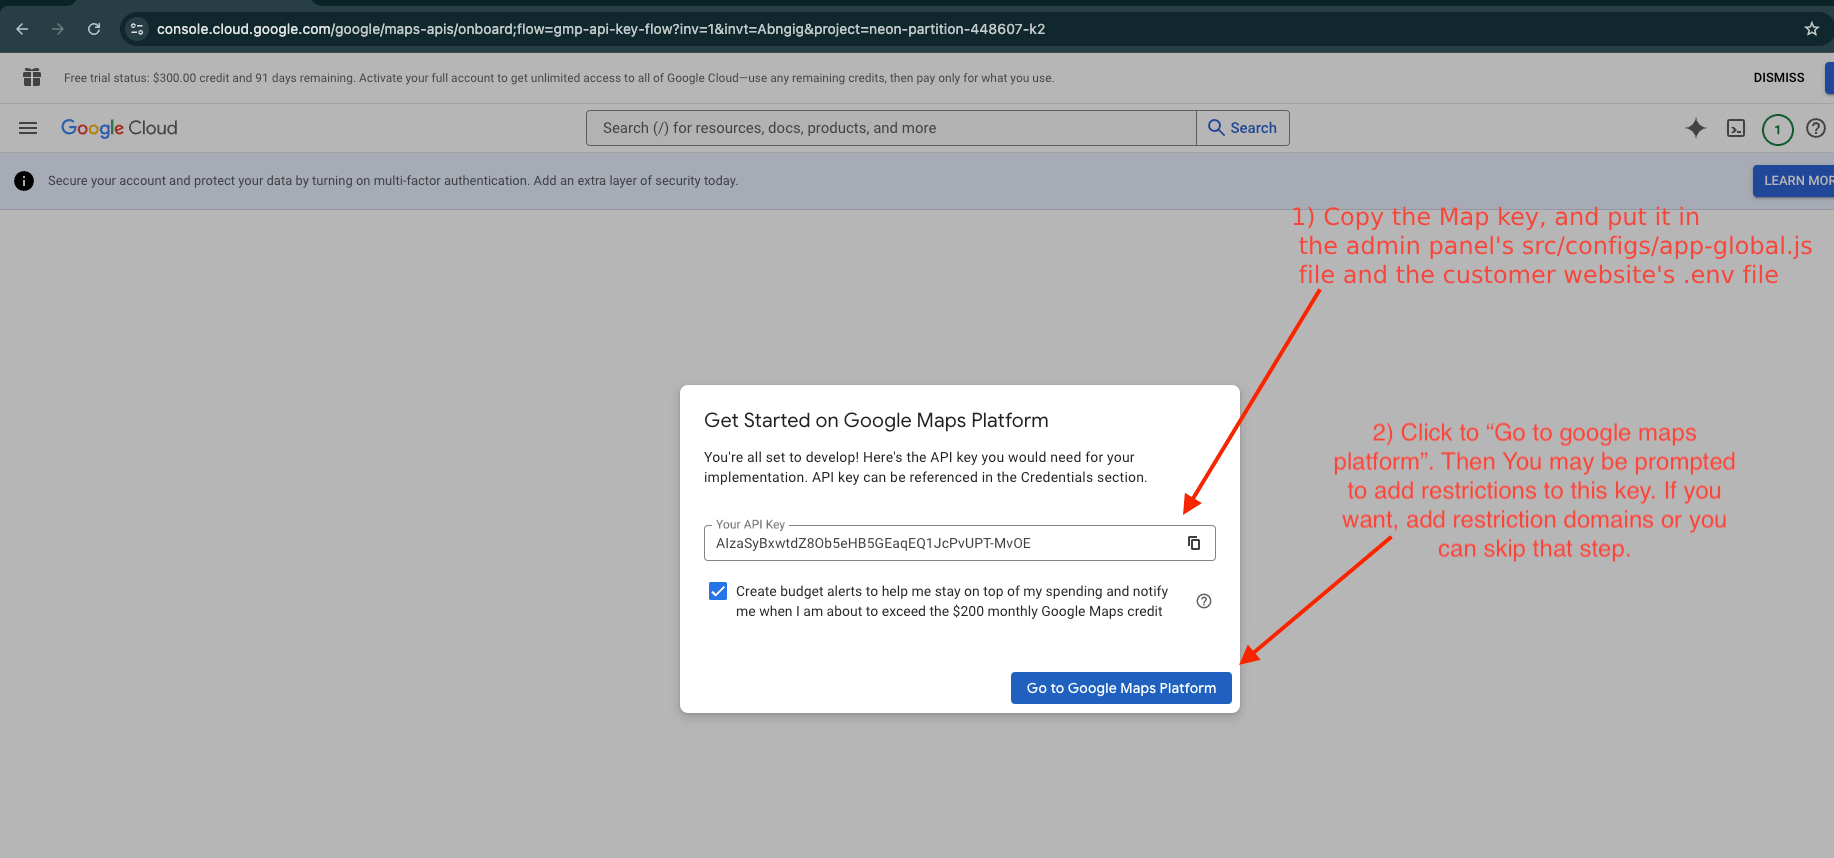 console.cloud.google.com/google/maps-apis/onboard;flow=gmp-api-key-flow?inv=1&invt=Abngig&project=neon-partition-448607-k2
Free trial status: $300.00 credit and 91 days remaining. Activate your full account to get unlimited access to all of Google Cloud—use any remaining credits, then pay only for what you use.
DISMISS
Google Cloud
Search (/) for resources, docs, products, and more
Search
1
Secure your account and protect your data by turning on multi-factor authentication. Add an extra layer of security today.
LEARN MOR
1) Copy the Map key, and put it in
the admin panel's src/configs/app-global.js
file and the customer website's .env file
Get Started on Google Maps Platform
You're all set to develop! Here's the API key you would need for your
implementation. API key can be referenced in the Credentials section.
Your API Key
AIzaSyBxwtdZ8Ob5eHB5GEaqEQ1JcPvUPT-MvOE
Create budget alerts to help me stay on top of my spending and notify
me when I am about to exceed the $200 monthly Google Maps credit
Go to Google Maps Platform
2) Click to “Go to google maps
platform”. Then You may be prompted
to add restrictions to this key. If you
want, add restriction domains or you
can skip that step.